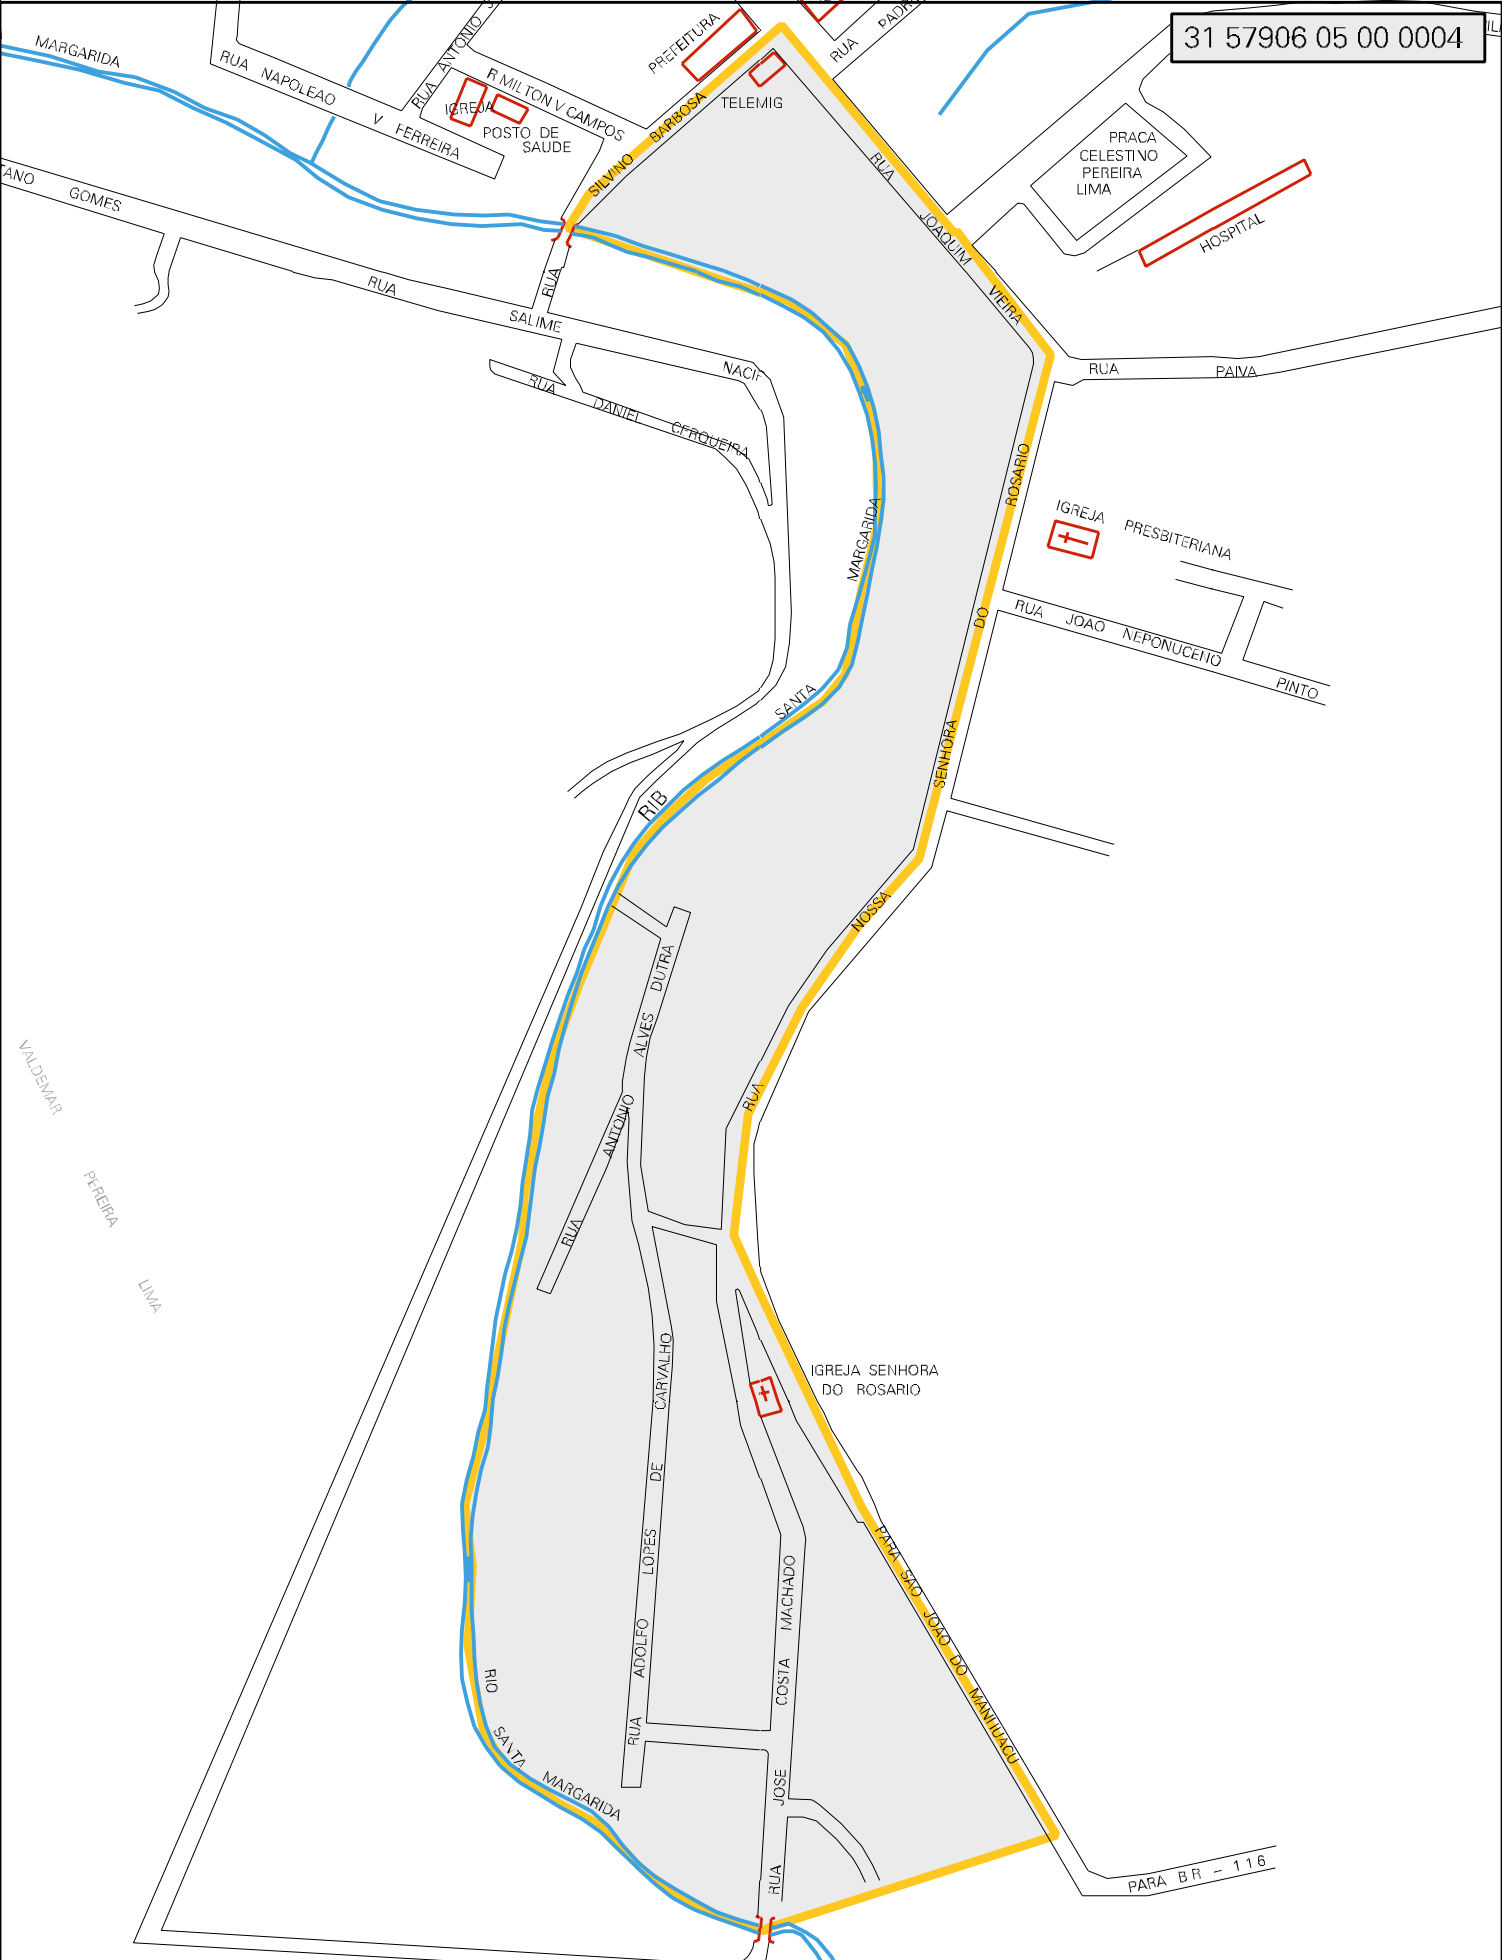 31 57906 05 00 0004
MARGARIDA
RUA NAPOLEAO
V FERREIRA
RUA ANTONIO
R MILTON V CAMPOS
IGREJA
POSTO DE
SAUDE
PREFEITURA
TELEMIG
RUA
SILVINO BARBOSA
RUA JOAQUIM VIEIRA
PRACA
CELESTINO
PEREIRA
LIMA
HOSPITAL
GOMES
RUA
SALIME
NACIF
RUA
RUA DANIEL CERQUEIRA
RUA PAIVA
RIB SANTA MARGARIDA
RUA NOSSA SENHORA DO ROSARIO
IGREJA PRESBITERIANA
RUA JOAO NEPONUCENO PINTO
RUA ANTONIO ALVES DUTRA
VALDEMAR PEREIRA LIMA
RUA ADOLFO LOPES DE CARVALHO
IGREJA SENHORA
DO ROSARIO
RUA JOSE COSTA MACHADO
PARA SAO JOAO DO MANHUACU
RIO SANTA MARGARIDA
PARA BR - 116